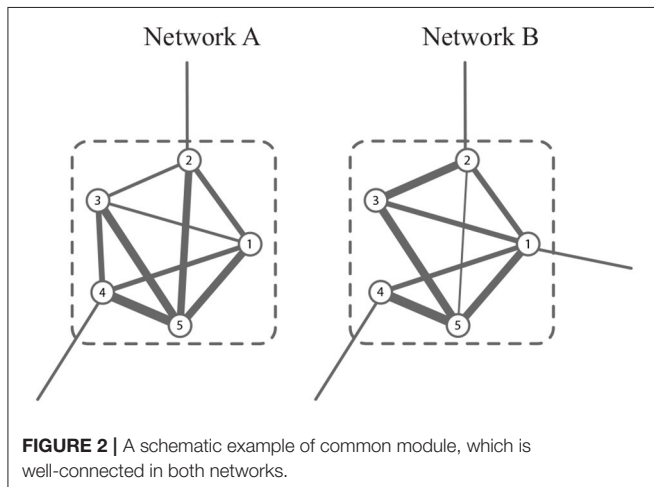 Network A
Network B
2
3
1
4
5
2
3
1
4
5
FIGURE 2 | A schematic example of common module, which is
well-connected in both networks.